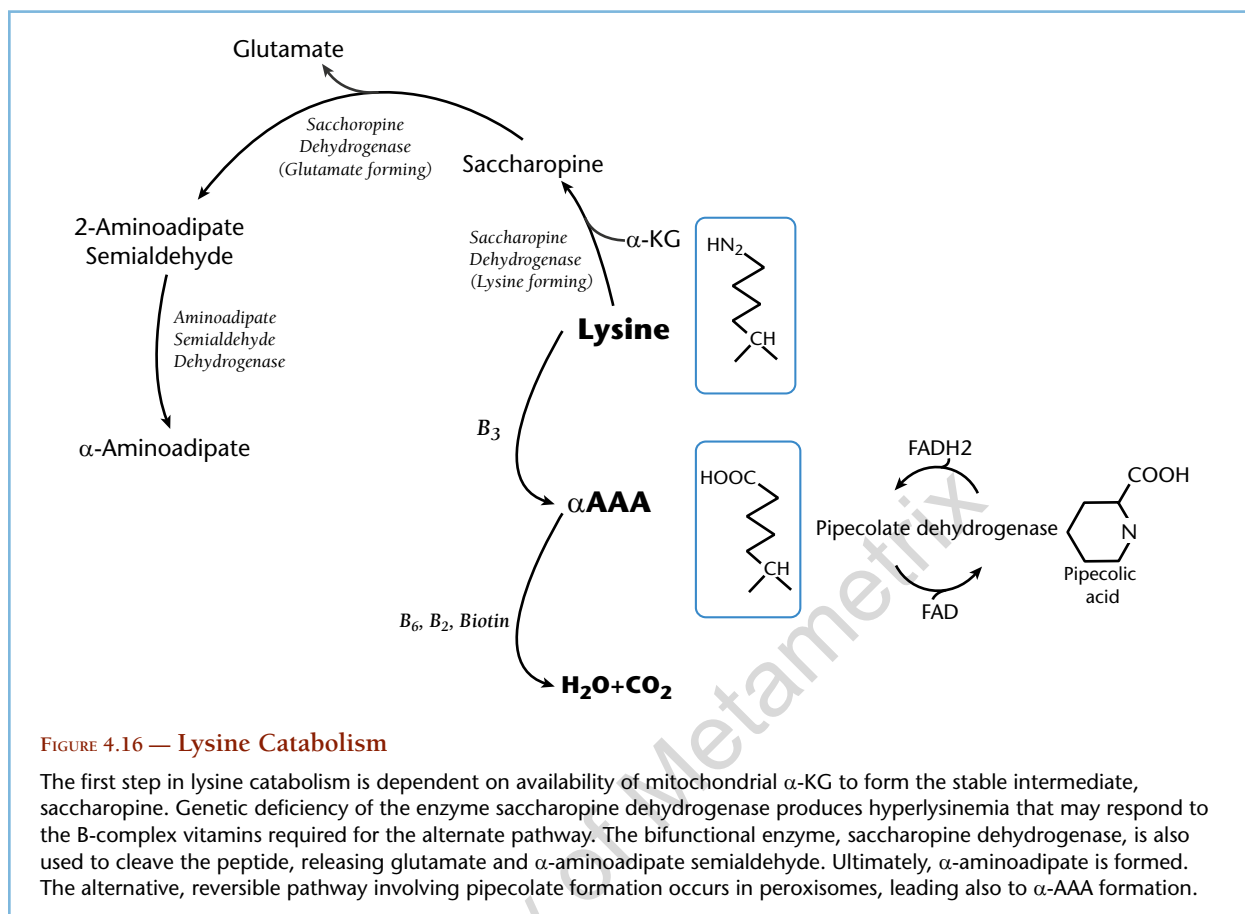 Glutamate
Sacchoropine
Dehydrogenase
(Glutamate forming)
Saccharopine
2-Aminoadipate
Semialdehyde
Saccharopine
Dehydrogenase
(Lysine forming)
α-KG
HN₂
CH
Aminoadipate
Semialdehyde
Dehydrogenase
Lysine
α-Aminoadipate
B₃
αAAA
HOOC
CH
FADH2
Pipecolate dehydrogenase
FAD
COOH
N
Pipecolic
acid
B₆, B₂, Biotin
H₂O+CO₂
FIGURE 4.16 — Lysine Catabolism
The first step in lysine catabolism is dependent on availability of mitochondrial α-KG to form the stable intermediate,
saccharopine. Genetic deficiency of the enzyme saccharopine dehydrogenase produces hyperlysinemia that may respond to
the B-complex vitamins required for the alternate pathway. The bifunctional enzyme, saccharopine dehydrogenase, is also
used to cleave the peptide, releasing glutamate and α-aminoadipate semialdehyde. Ultimately, α-aminoadipate is formed.
The alternative, reversible pathway involving pipecolate formation occurs in peroxisomes, leading also to α-AAA formation.
of Metametrix